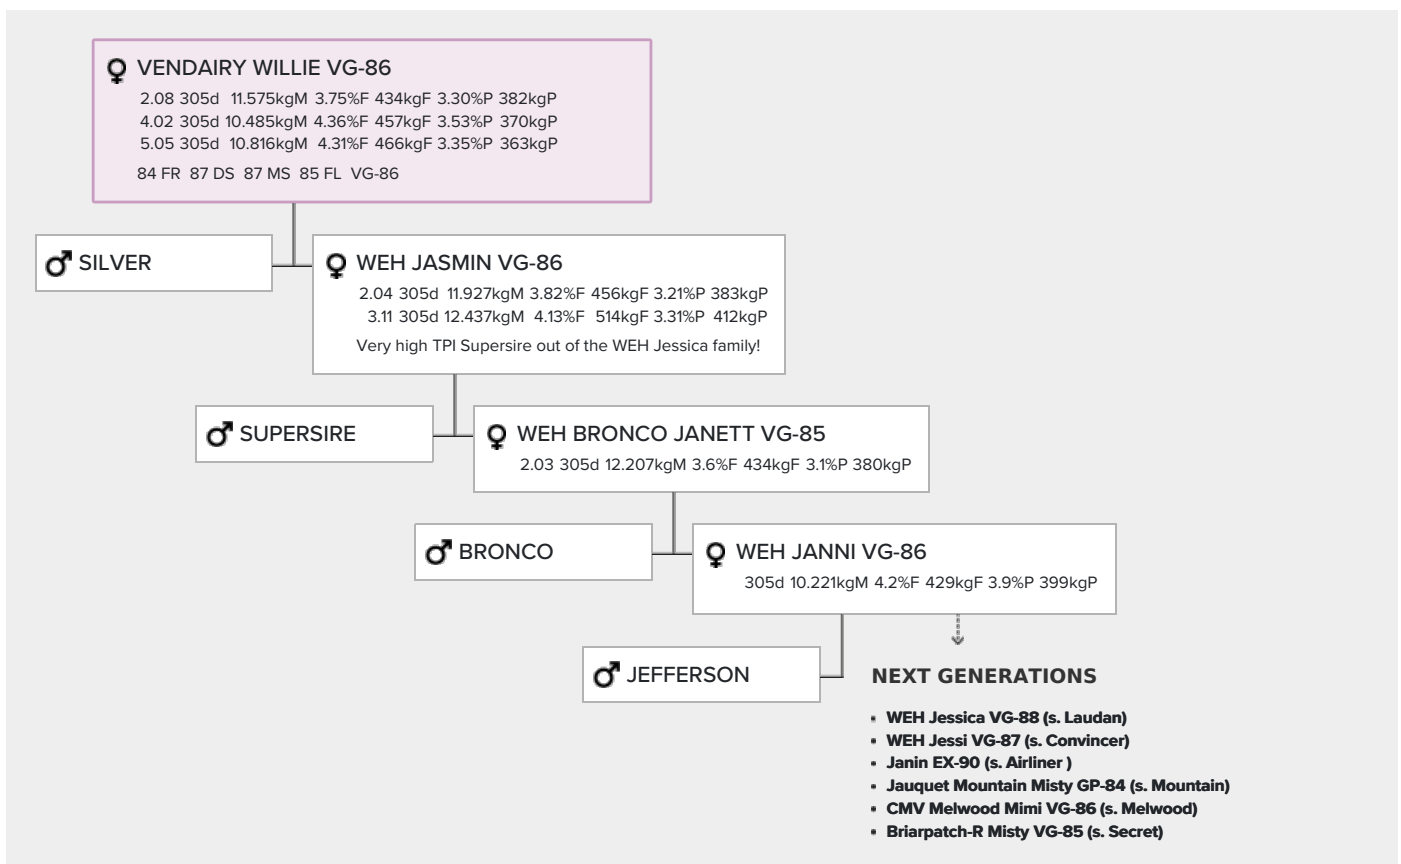 VENDAIRY WILLIE VG-86
2.08 305d 11.575kgM 3.75%F 434kgF 3.30%P 382kgP
4.02 305d 10.485kgM 4.36%F 457kgF 3.53%P 370kgP
5.05 305d 10.816kgM 4.31%F 466kgF 3.35%P 363kgP
84 FR 87 DS 87 MS 85 FL VG-86
SILVER
WEH JASMIN VG-86
2.04 305d 11.927kgM 3.82%F 456kgF 3.21%P 383kgP
3.11 305d 12.437kgM 4.13%F 514kgF 3.31%P 412kgP
Very high TPI Supersire out of the WEH Jessica family!
SUPERSIRE
WEH BRONCO JANETT VG-85
2.03 305d 12.207kgM 3.6%F 434kgF 3.1%P 380kgP
BRONCO
WEH JANNI VG-86
305d 10.221kgM 4.2%F 429kgF 3.9%P 399kgP
JEFFERSON
NEXT GENERATIONS
• WEH Jessica VG-88 (s. Laudan)
• WEH Jessi VG-87 (s. Convincer)
• Janin EX-90 (s. Airliner )
• Jauquet Mountain Misty GP-84 (s. Mountain)
• CMV Melwood Mimi VG-86 (s. Melwood)
• Briarpatch-R Misty VG-85 (s. Secret)